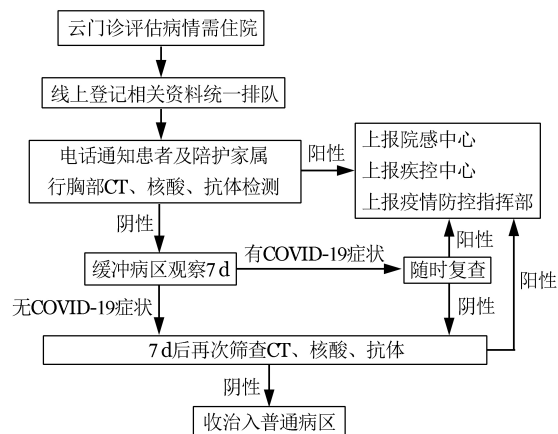 云门诊评估病情需住院
线上登记相关资料统一排队
电话通知患者及陪护家属
行胸部CT、核酸、抗体检测
阳性
上报院感中心
上报疾控中心
上报疫情防控指挥部
阴性
缓冲病区观察7 d
有COVID-19症状
随时复查
阳性
阳性
无COVID-19症状
阴性
7 d后再次筛查CT、核酸、抗体
阴性
收治入普通病区